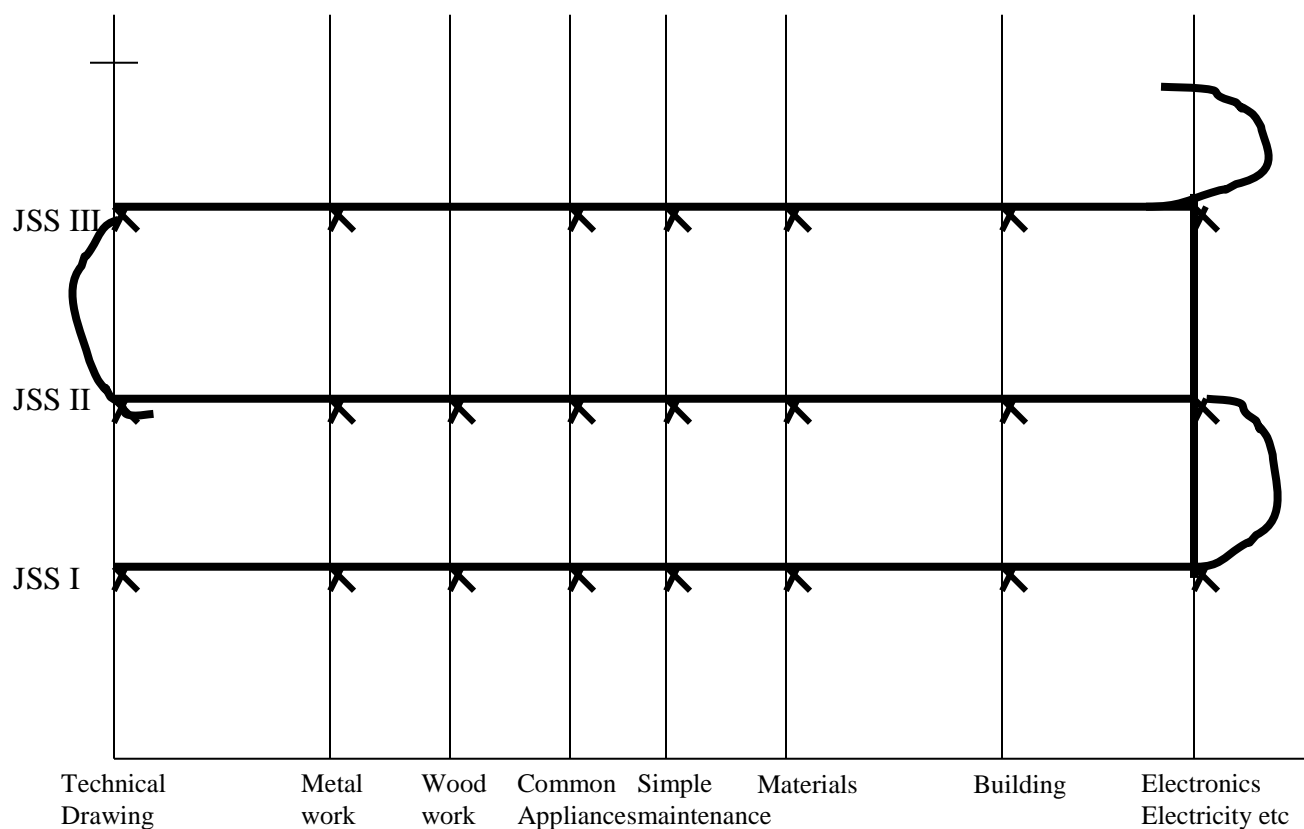 JSS III
JSS II
JSS I
Technical
Drawing
Metal
work
Wood
work
Common
Appliances
Simple
maintenance
Materials
Building
Electronics
Electricity etc